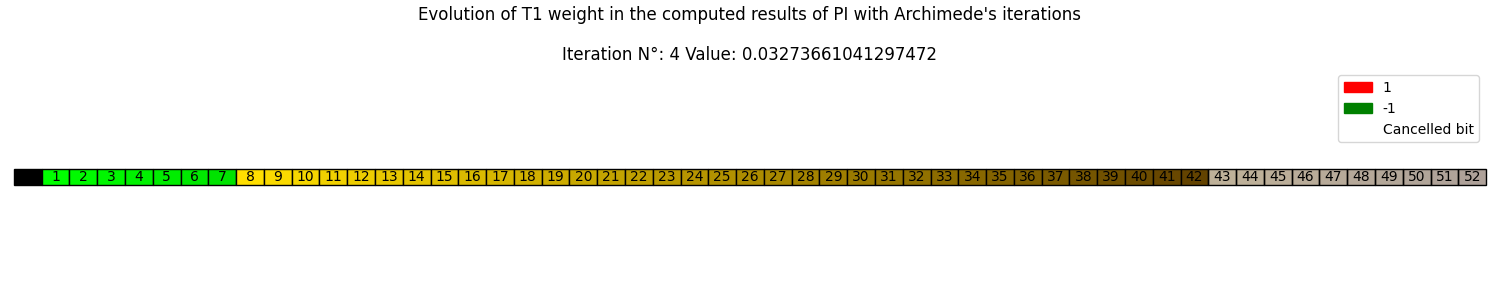 Evolution of T1 weight in the computed results of PI with Archimede's iterations
Iteration N°: 4 Value: 0.03273661041297472
1
-1
Cancelled bit
1 2 3 4 5 6 7 8 9 10 11 12 13 14 15 16 17 18 19 20 21 22 23 24 25 26 27 28 29 30 31 32 33 34 35 36 37 38 39 40 41 42 43 44 45 46 47 48 49 50 51 52